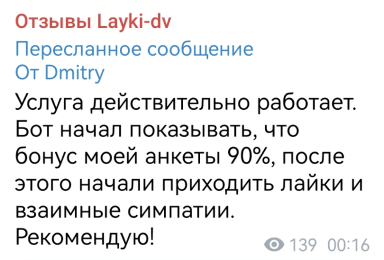 Отзывы Layki-dv
Пересланное сообщение
От Dmitry
Услуга действительно работает.
Бот начал показывать, что
бонус моей анкеты 90%, после
этого начали приходить лайки и
взаимные симпатии.
Рекомендую!
139 00:16